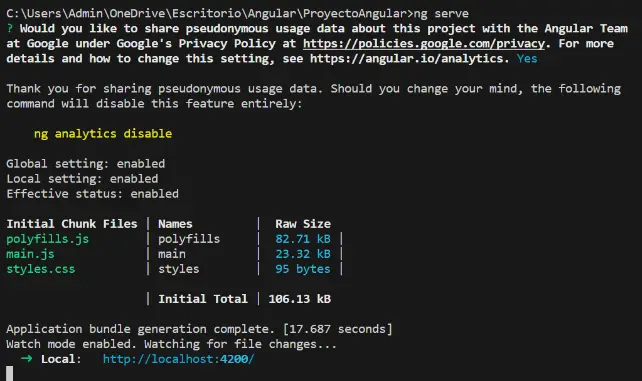 C:\Users\Admin\OneDrive\Escritorio\Angular\ProyectoAngular>ng serve
? Would you like to share pseudonymous usage data about this project with the Angular Team
at Google under Google's Privacy Policy at https://policies.google.com/privacy. For more
details and how to change this setting, see https://angular.io/analytics. Yes
Thank you for sharing pseudonymous usage data. Should you change your mind, the following
command will disable this feature entirely:
ng analytics disable
Global setting: enabled
Local setting: enabled
Effective status: enabled
Initial Chunk Files | Names | Raw Size
polyfills.js | polyfills | 82.71 kB |
main.js | main | 23.32 kB |
styles.css | styles | 95 bytes |
| Initial Total | 106.13 kB
Application bundle generation complete. [17.687 seconds]
Watch mode enabled. Watching for file changes...
➜ Local: http://localhost:4200/